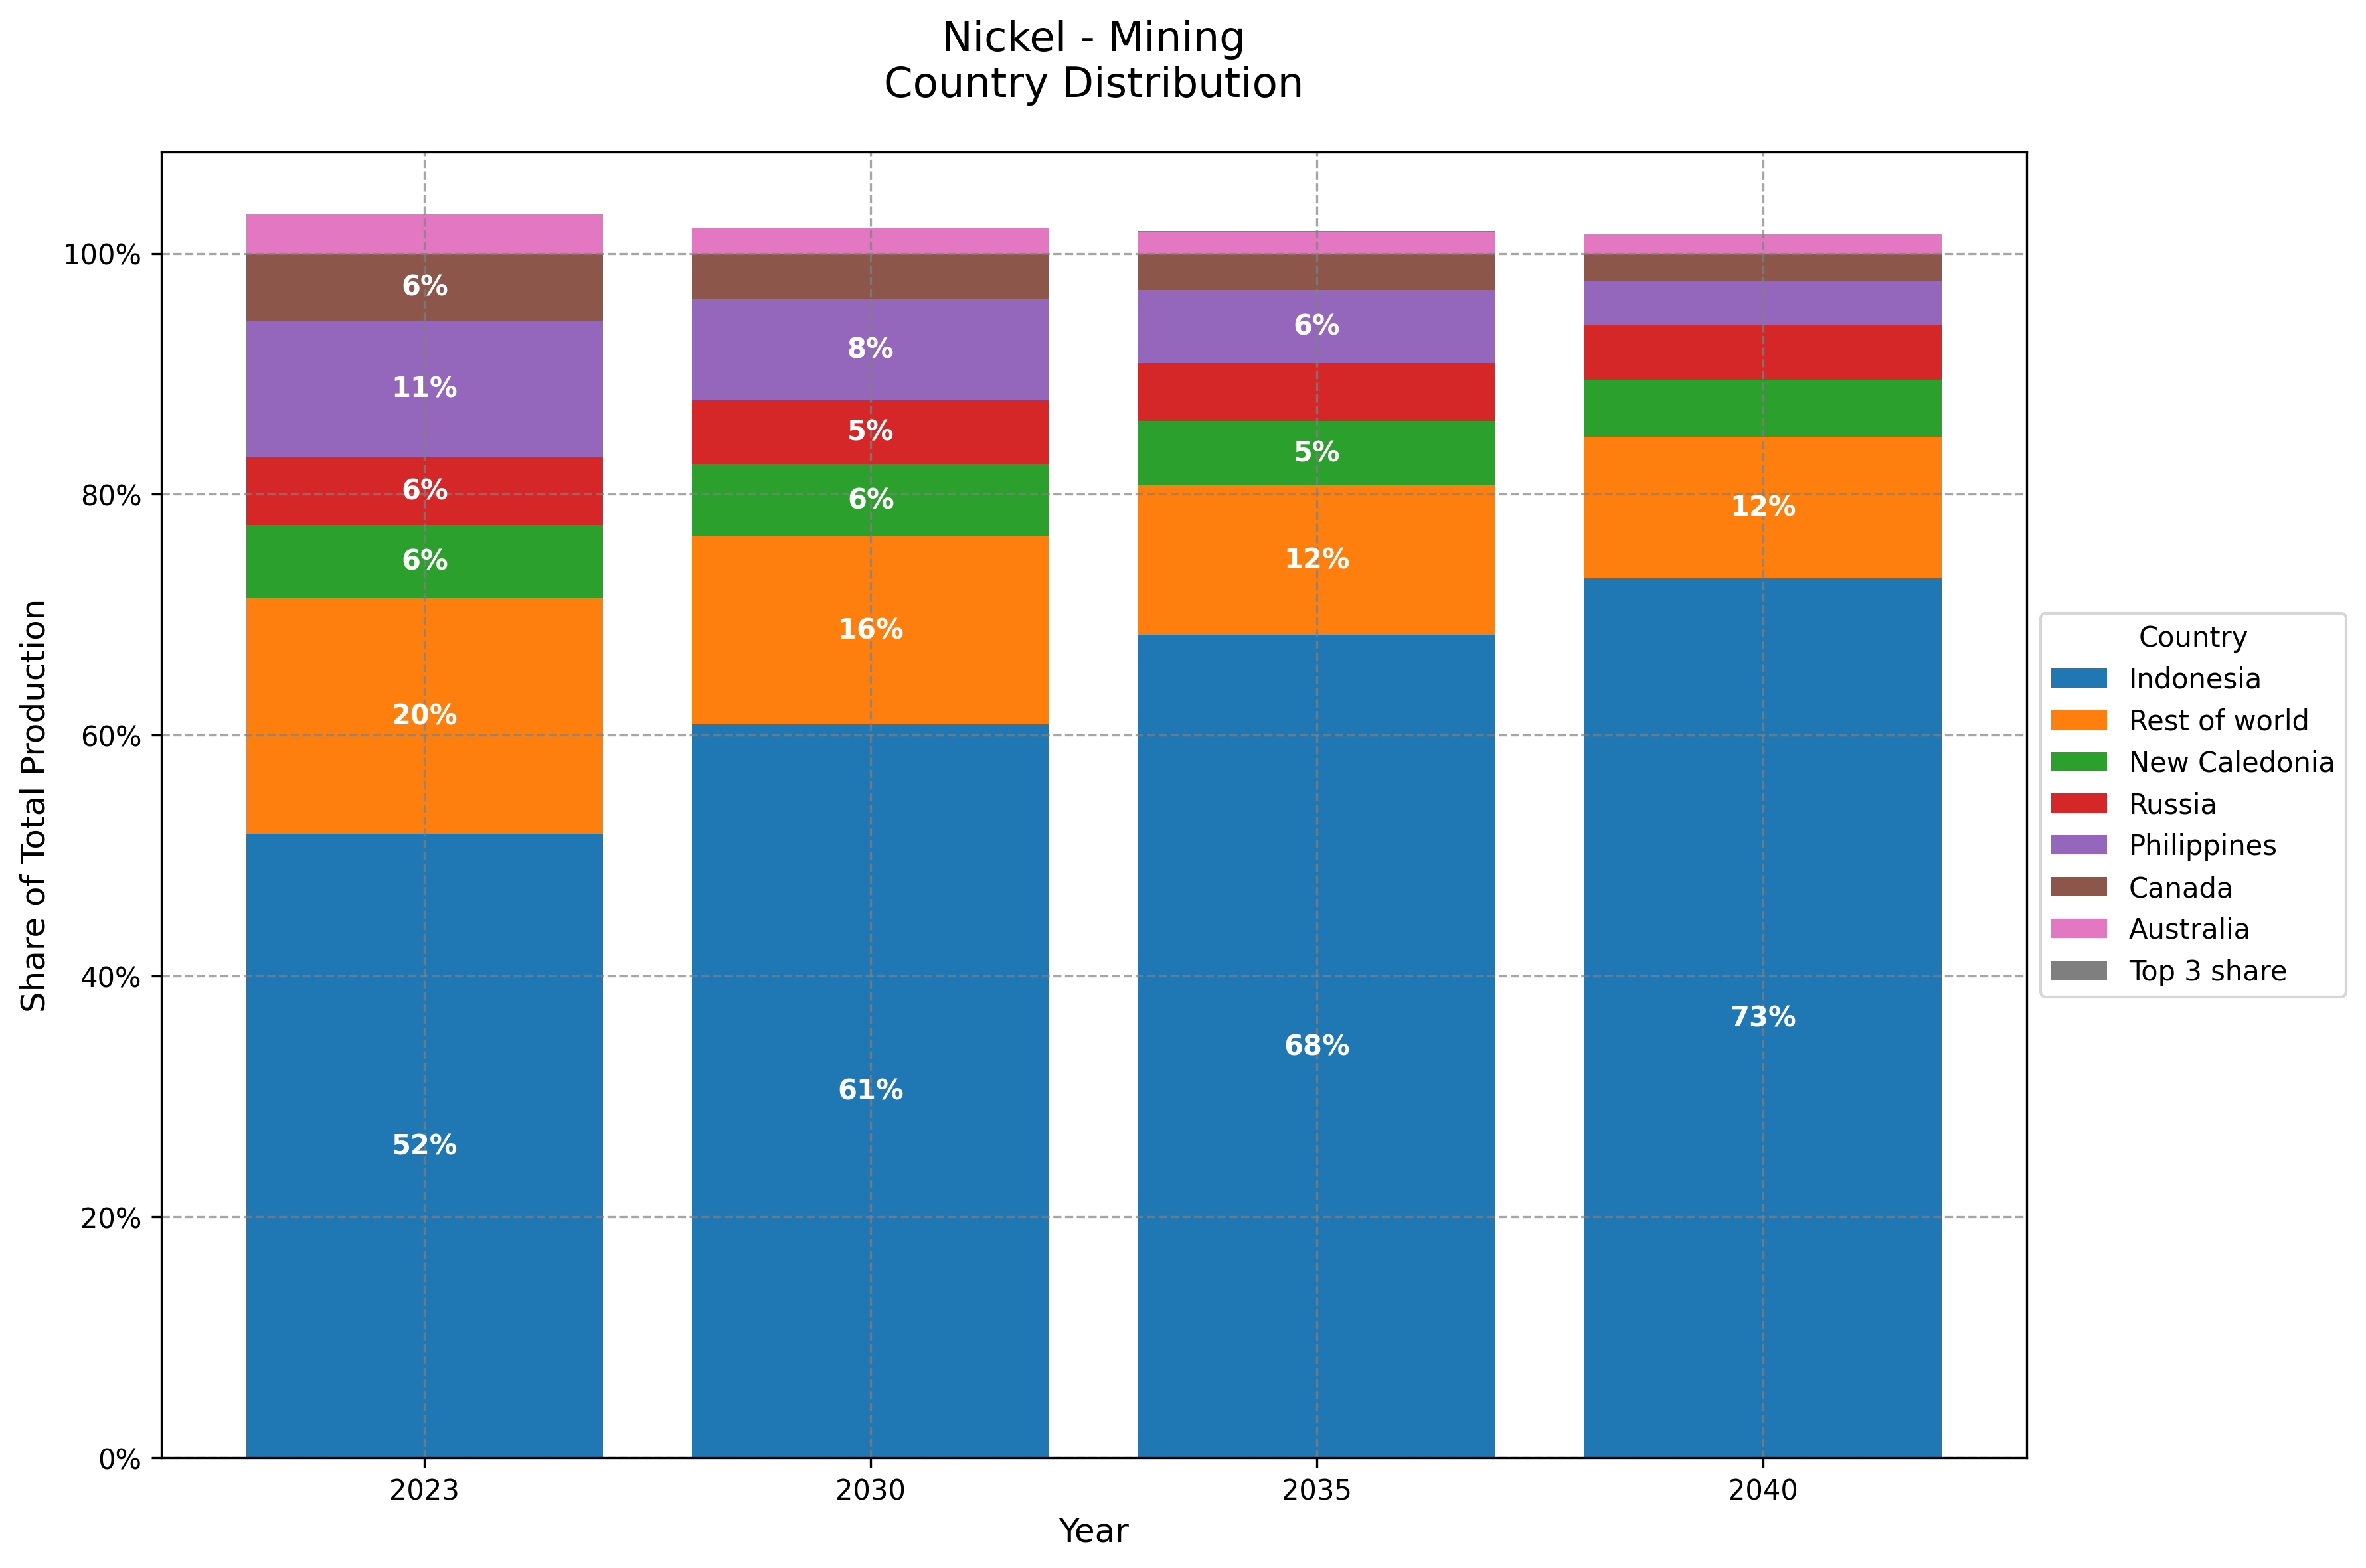 Nickel - Mining
Country Distribution
Share of Total Production
100%
80%
60%
40%
20%
0%
6%
11%
6%
6%
20%
52%
8%
5%
6%
16%
61%
6%
5%
12%
68%
12%
73%
2023
2030
2035
2040
Year
Country
Indonesia
Rest of world
New Caledonia
Russia
Philippines
Canada
Australia
Top 3 share